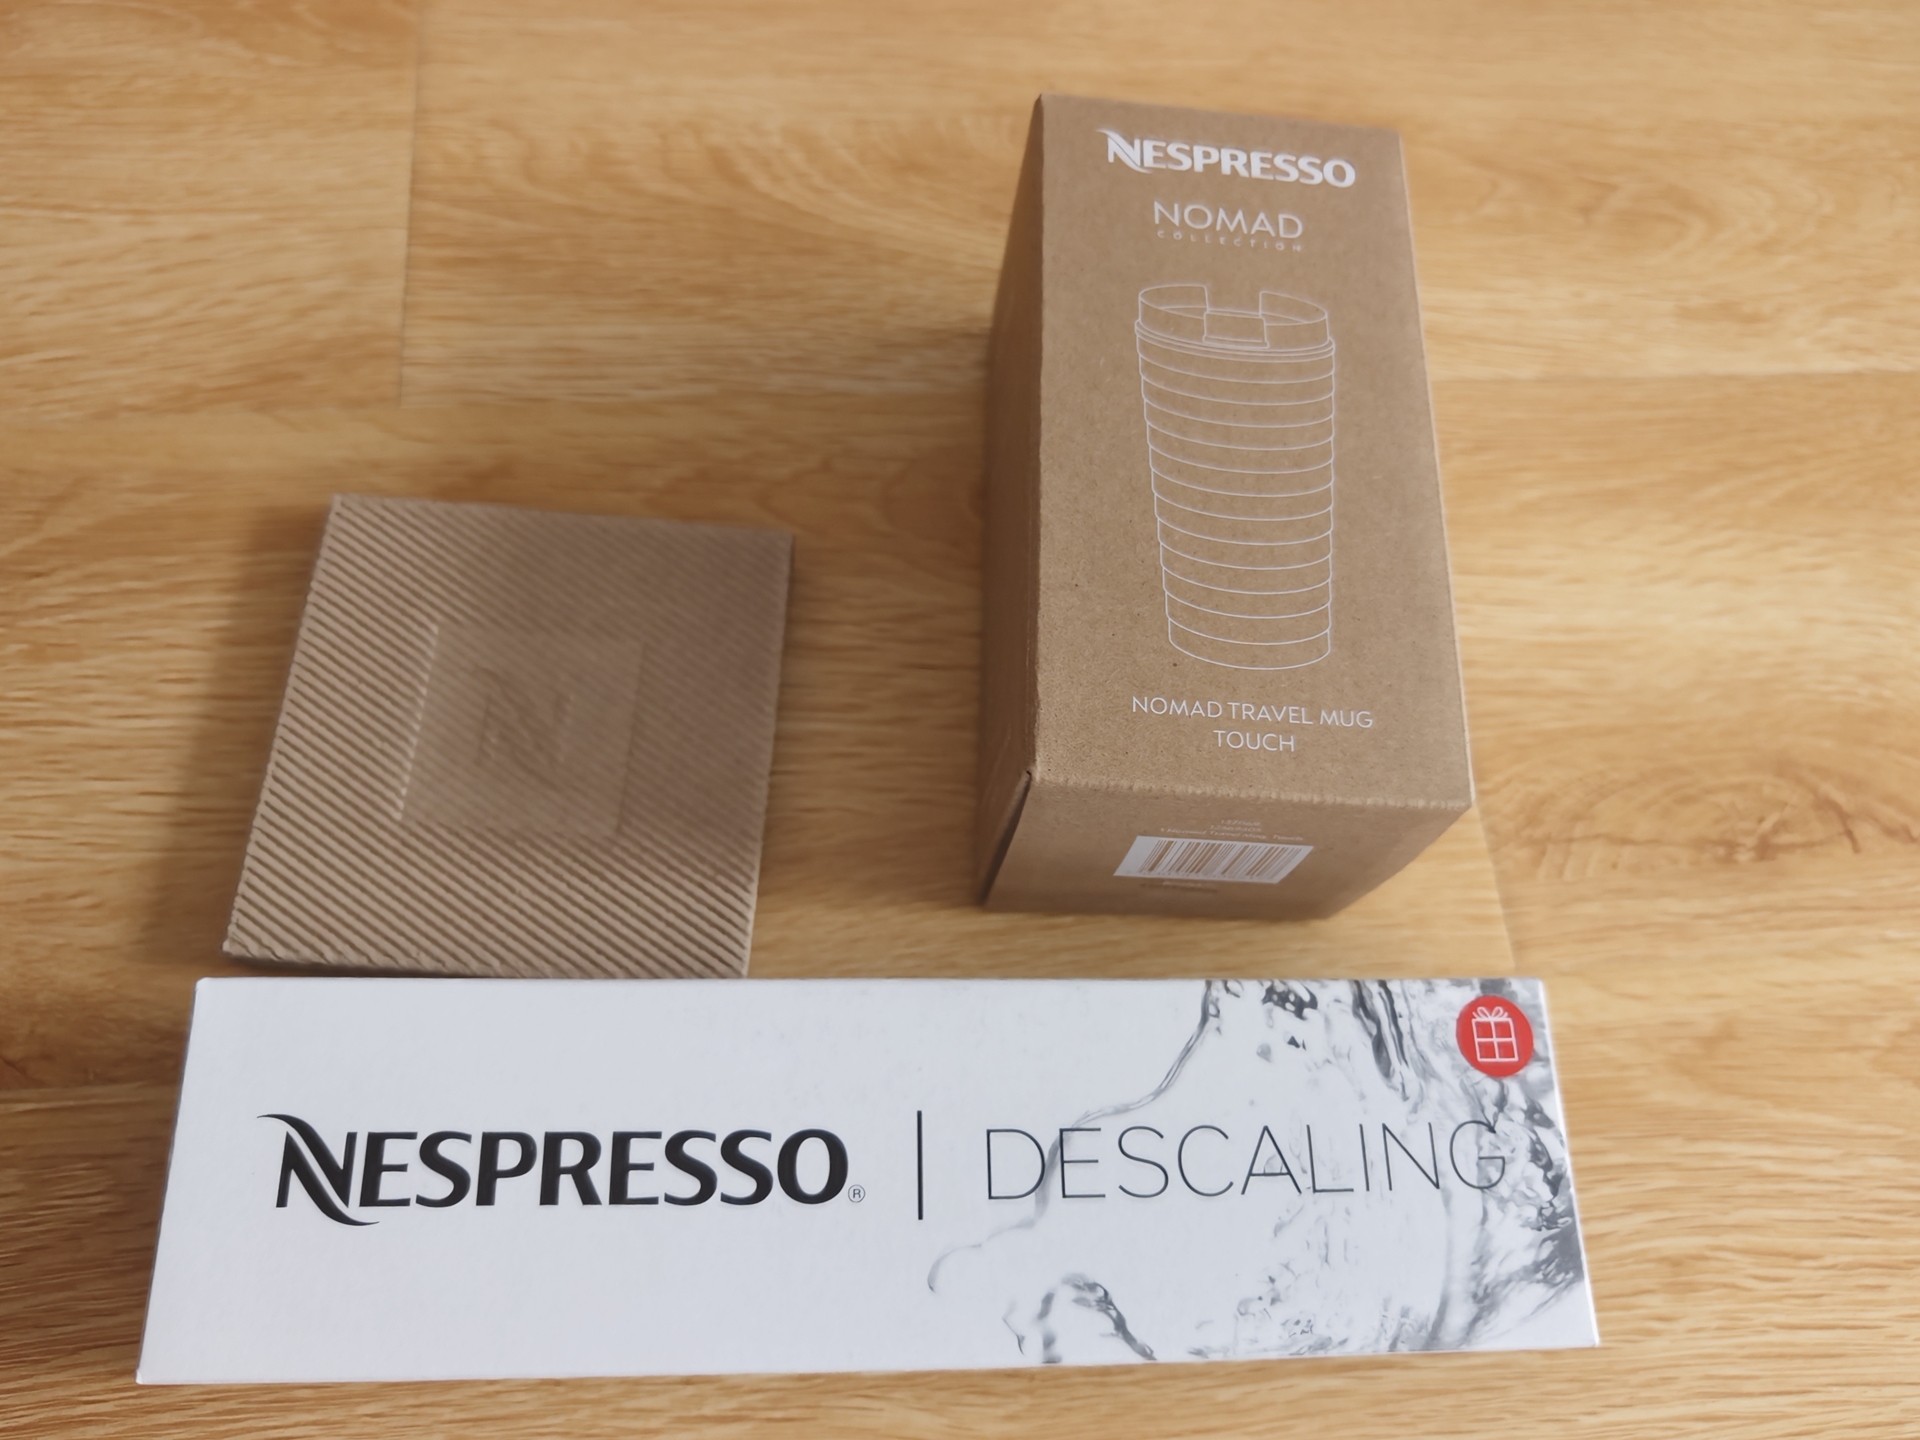 NESPRESSO
NOMAD
COLLECTION
NOMAD TRAVEL MUG
TOUCH
NESPRESSO® | DESCALING